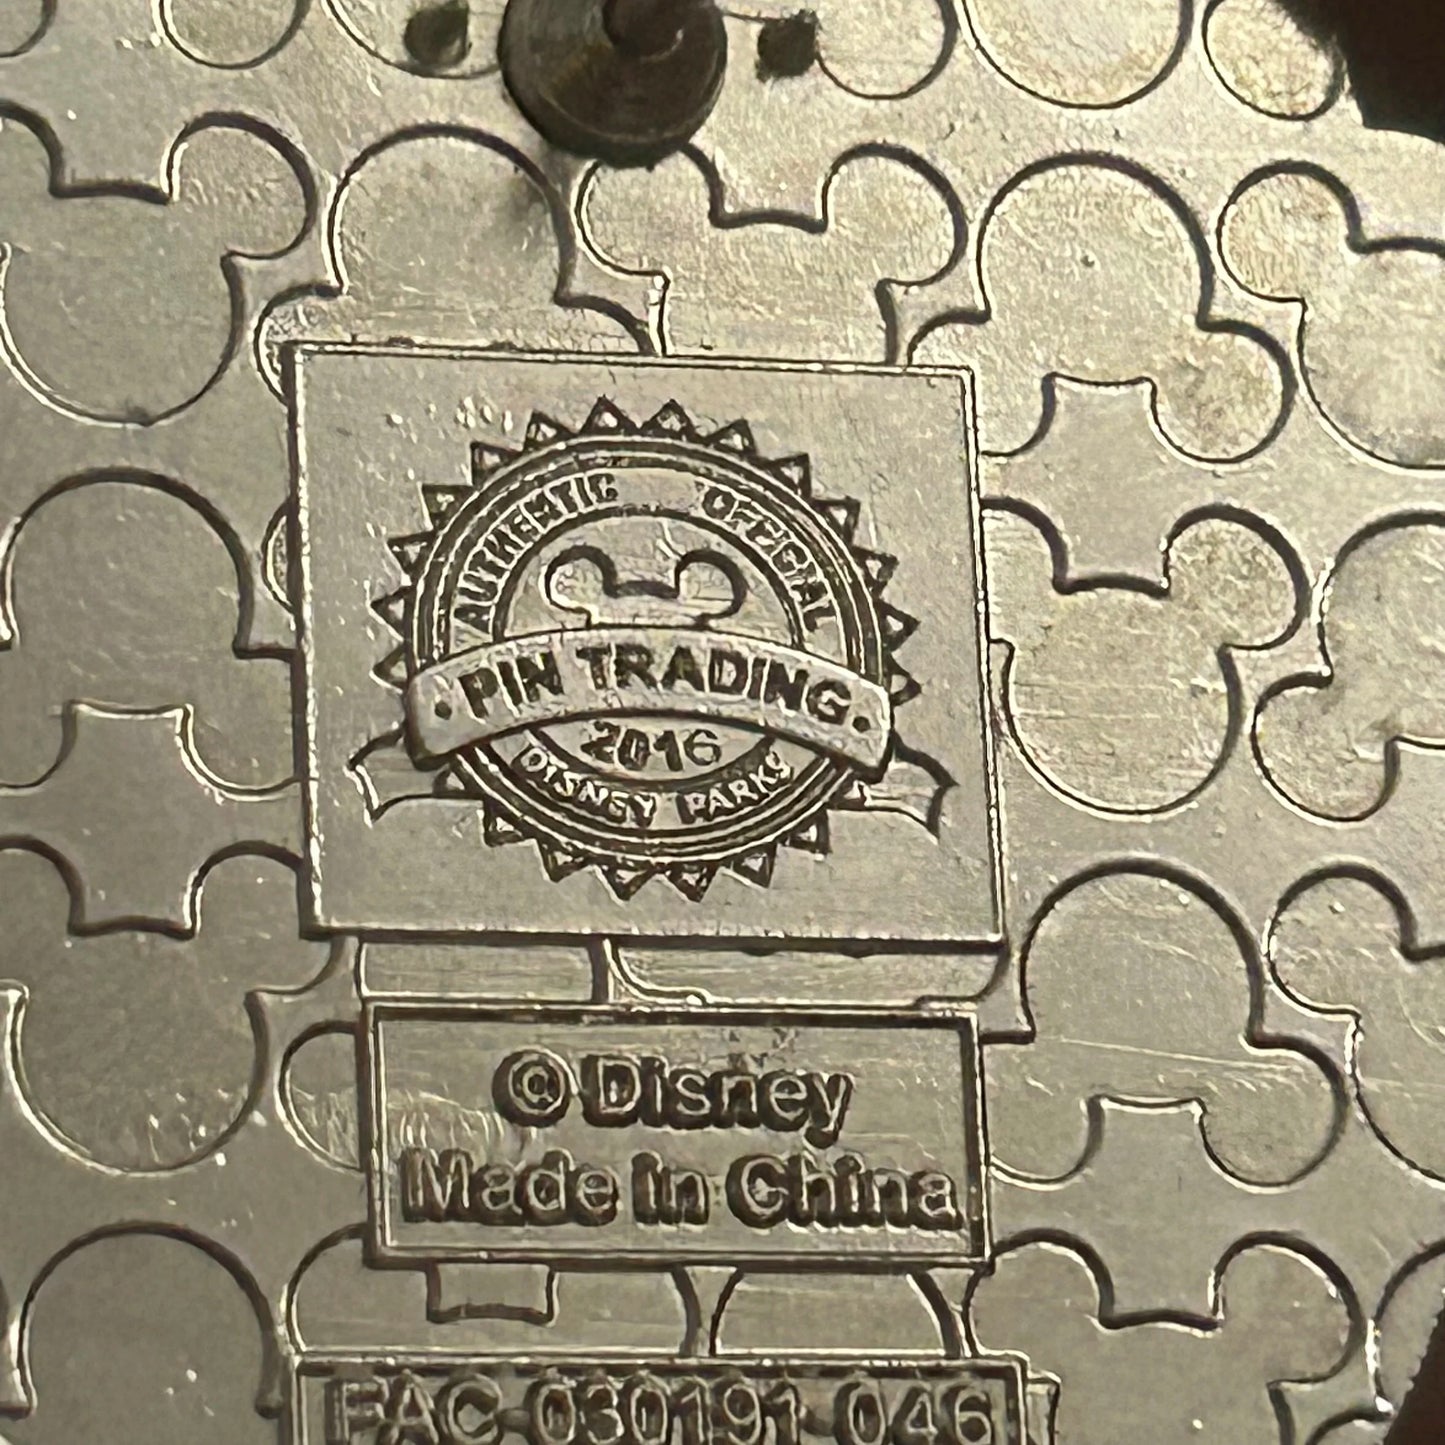 AUTHENTIC OFFICIAL
PIN TRADING
2016
DISNEY PARKS
© Disney
Made in China
FAC-030191-046